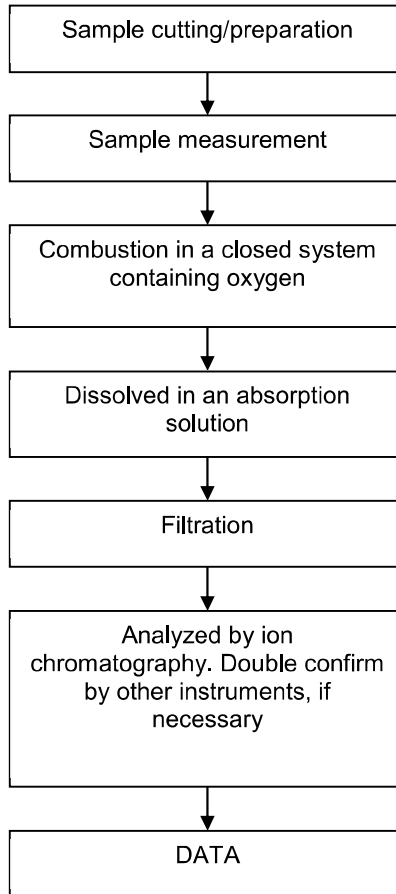 Sample cutting/preparation
Sample measurement
Combustion in a closed system
containing oxygen
Dissolved in an absorption
solution
Filtration
Analyzed by ion
chromatography. Double confirm
by other instruments, if
necessary
DATA